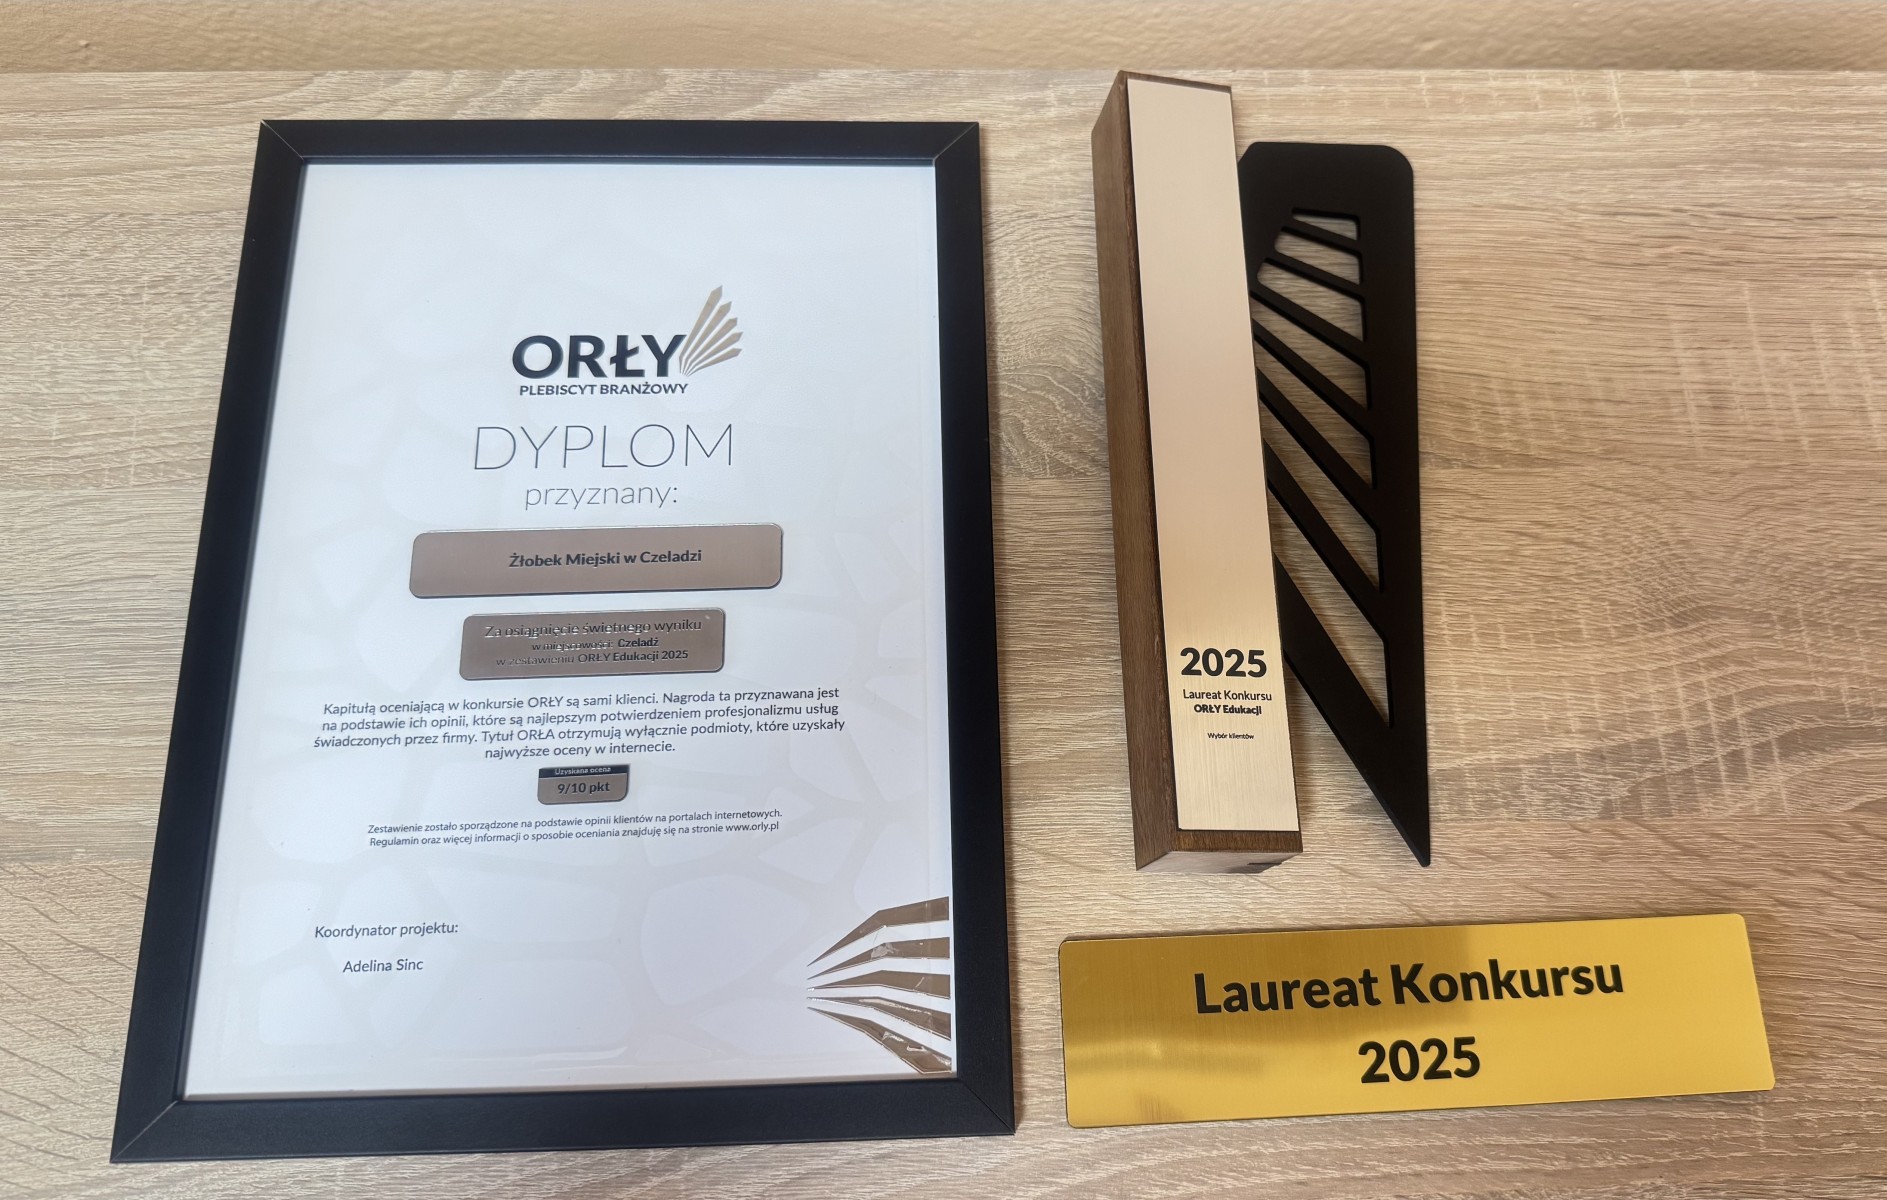 ORŁY
PLEBISCYT BRANŻOWY
DYPLOM
przyznany:
Żłobek Miejski w Czeladzi
Za osiągnięcie świetnego wyniku
w miejscowości: Czeladź
w zestawieniu ORŁY Edukacji 2025
Kapitułą oceniającą w konkursie ORŁY są sami klienci. Nagroda ta przyznawana jest
na podstawie ich opinii, które są najlepszym potwierdzeniem profesjonalizmu usług
świadczonych przez firmy. Tytuł ORŁA otrzymują wyłącznie podmioty, które uzyskały
najwyższe oceny w internecie.
Uzyskana ocena
9/10 pkt
Zestawienie zostało sporządzone na podstawie opinii klientów na portalach internetowych.
Regulamin oraz więcej informacji o sposobie oceniania znajduję się na stronie www.orly.pl
Koordynator projektu:
Adelina Sinc
2025
Laureat Konkursu
ORŁY Edukacji
Wybór klientów
Laureat Konkursu
2025